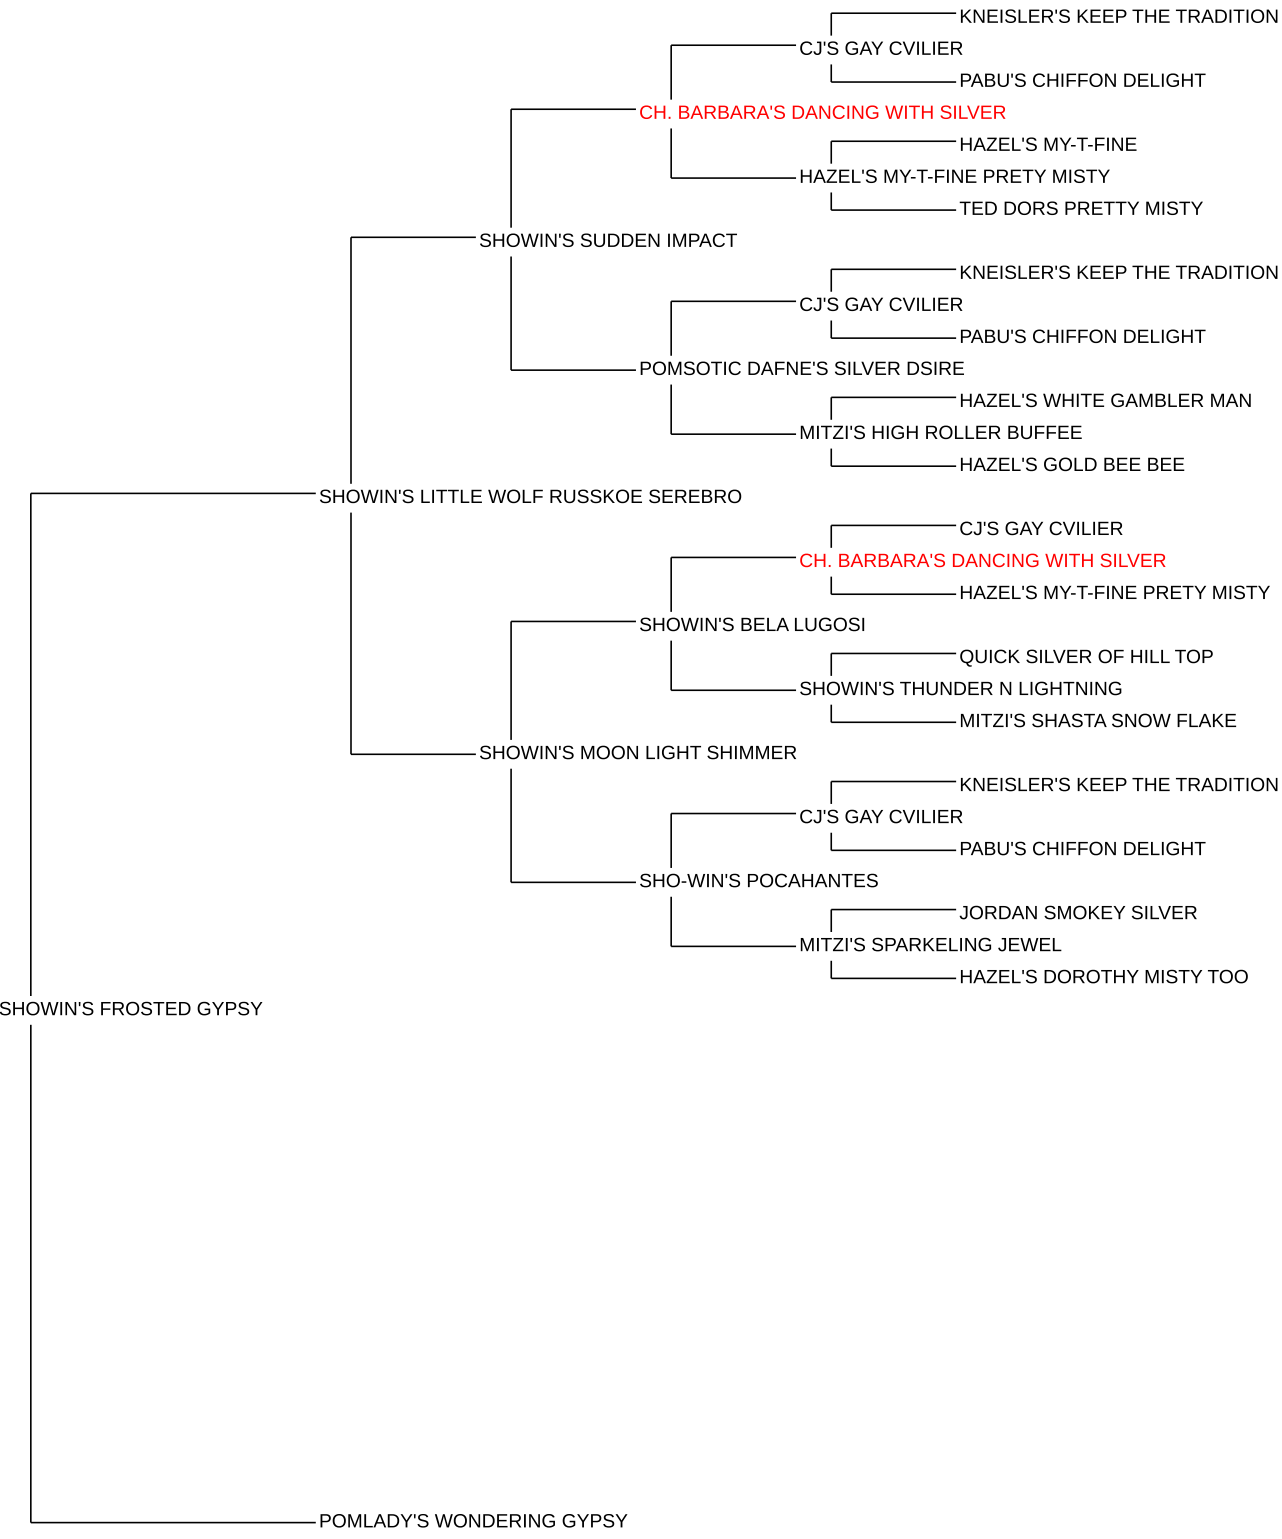 KNEISLER'S KEEP THE TRADITION
CJ'S GAY CVILIER
PABU'S CHIFFON DELIGHT
CH. BARBARA'S DANCING WITH SILVER
HAZEL'S MY-T-FINE
HAZEL'S MY-T-FINE PRETY MISTY
TED DORS PRETTY MISTY
SHOWIN'S SUDDEN IMPACT
KNEISLER'S KEEP THE TRADITION
CJ'S GAY CVILIER
PABU'S CHIFFON DELIGHT
POMSOTIC DAFNE'S SILVER DSIRE
HAZEL'S WHITE GAMBLER MAN
MITZI'S HIGH ROLLER BUFFEE
HAZEL'S GOLD BEE BEE
SHOWIN'S LITTLE WOLF RUSSKOE SEREBRO
CJ'S GAY CVILIER
CH. BARBARA'S DANCING WITH SILVER
HAZEL'S MY-T-FINE PRETY MISTY
SHOWIN'S BELA LUGOSI
QUICK SILVER OF HILL TOP
SHOWIN'S THUNDER N LIGHTNING
MITZI'S SHASTA SNOW FLAKE
SHOWIN'S MOON LIGHT SHIMMER
KNEISLER'S KEEP THE TRADITION
CJ'S GAY CVILIER
PABU'S CHIFFON DELIGHT
SHO-WIN'S POCAHANTES
JORDAN SMOKEY SILVER
MITZI'S SPARKELING JEWEL
HAZEL'S DOROTHY MISTY TOO
SHOWIN'S FROSTED GYPSY
POMLADY'S WONDERING GYPSY